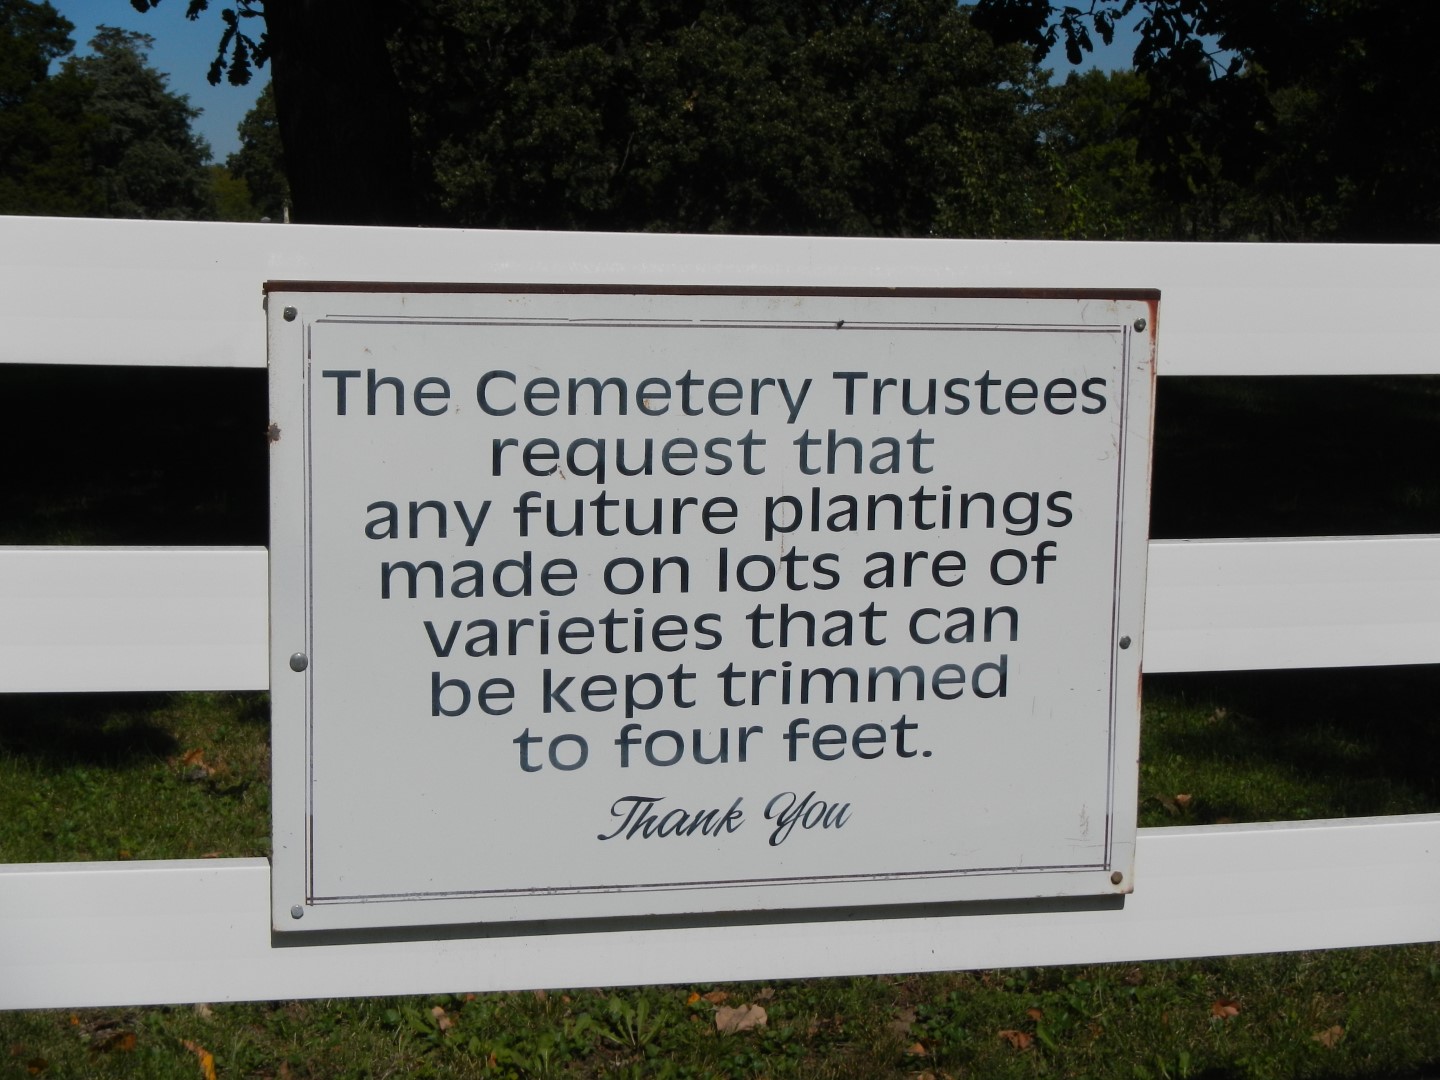 The Cemetery Trustees
request that
any future plantings
made on lots are of
varieties that can
be kept trimmed
to four feet.
Thank You